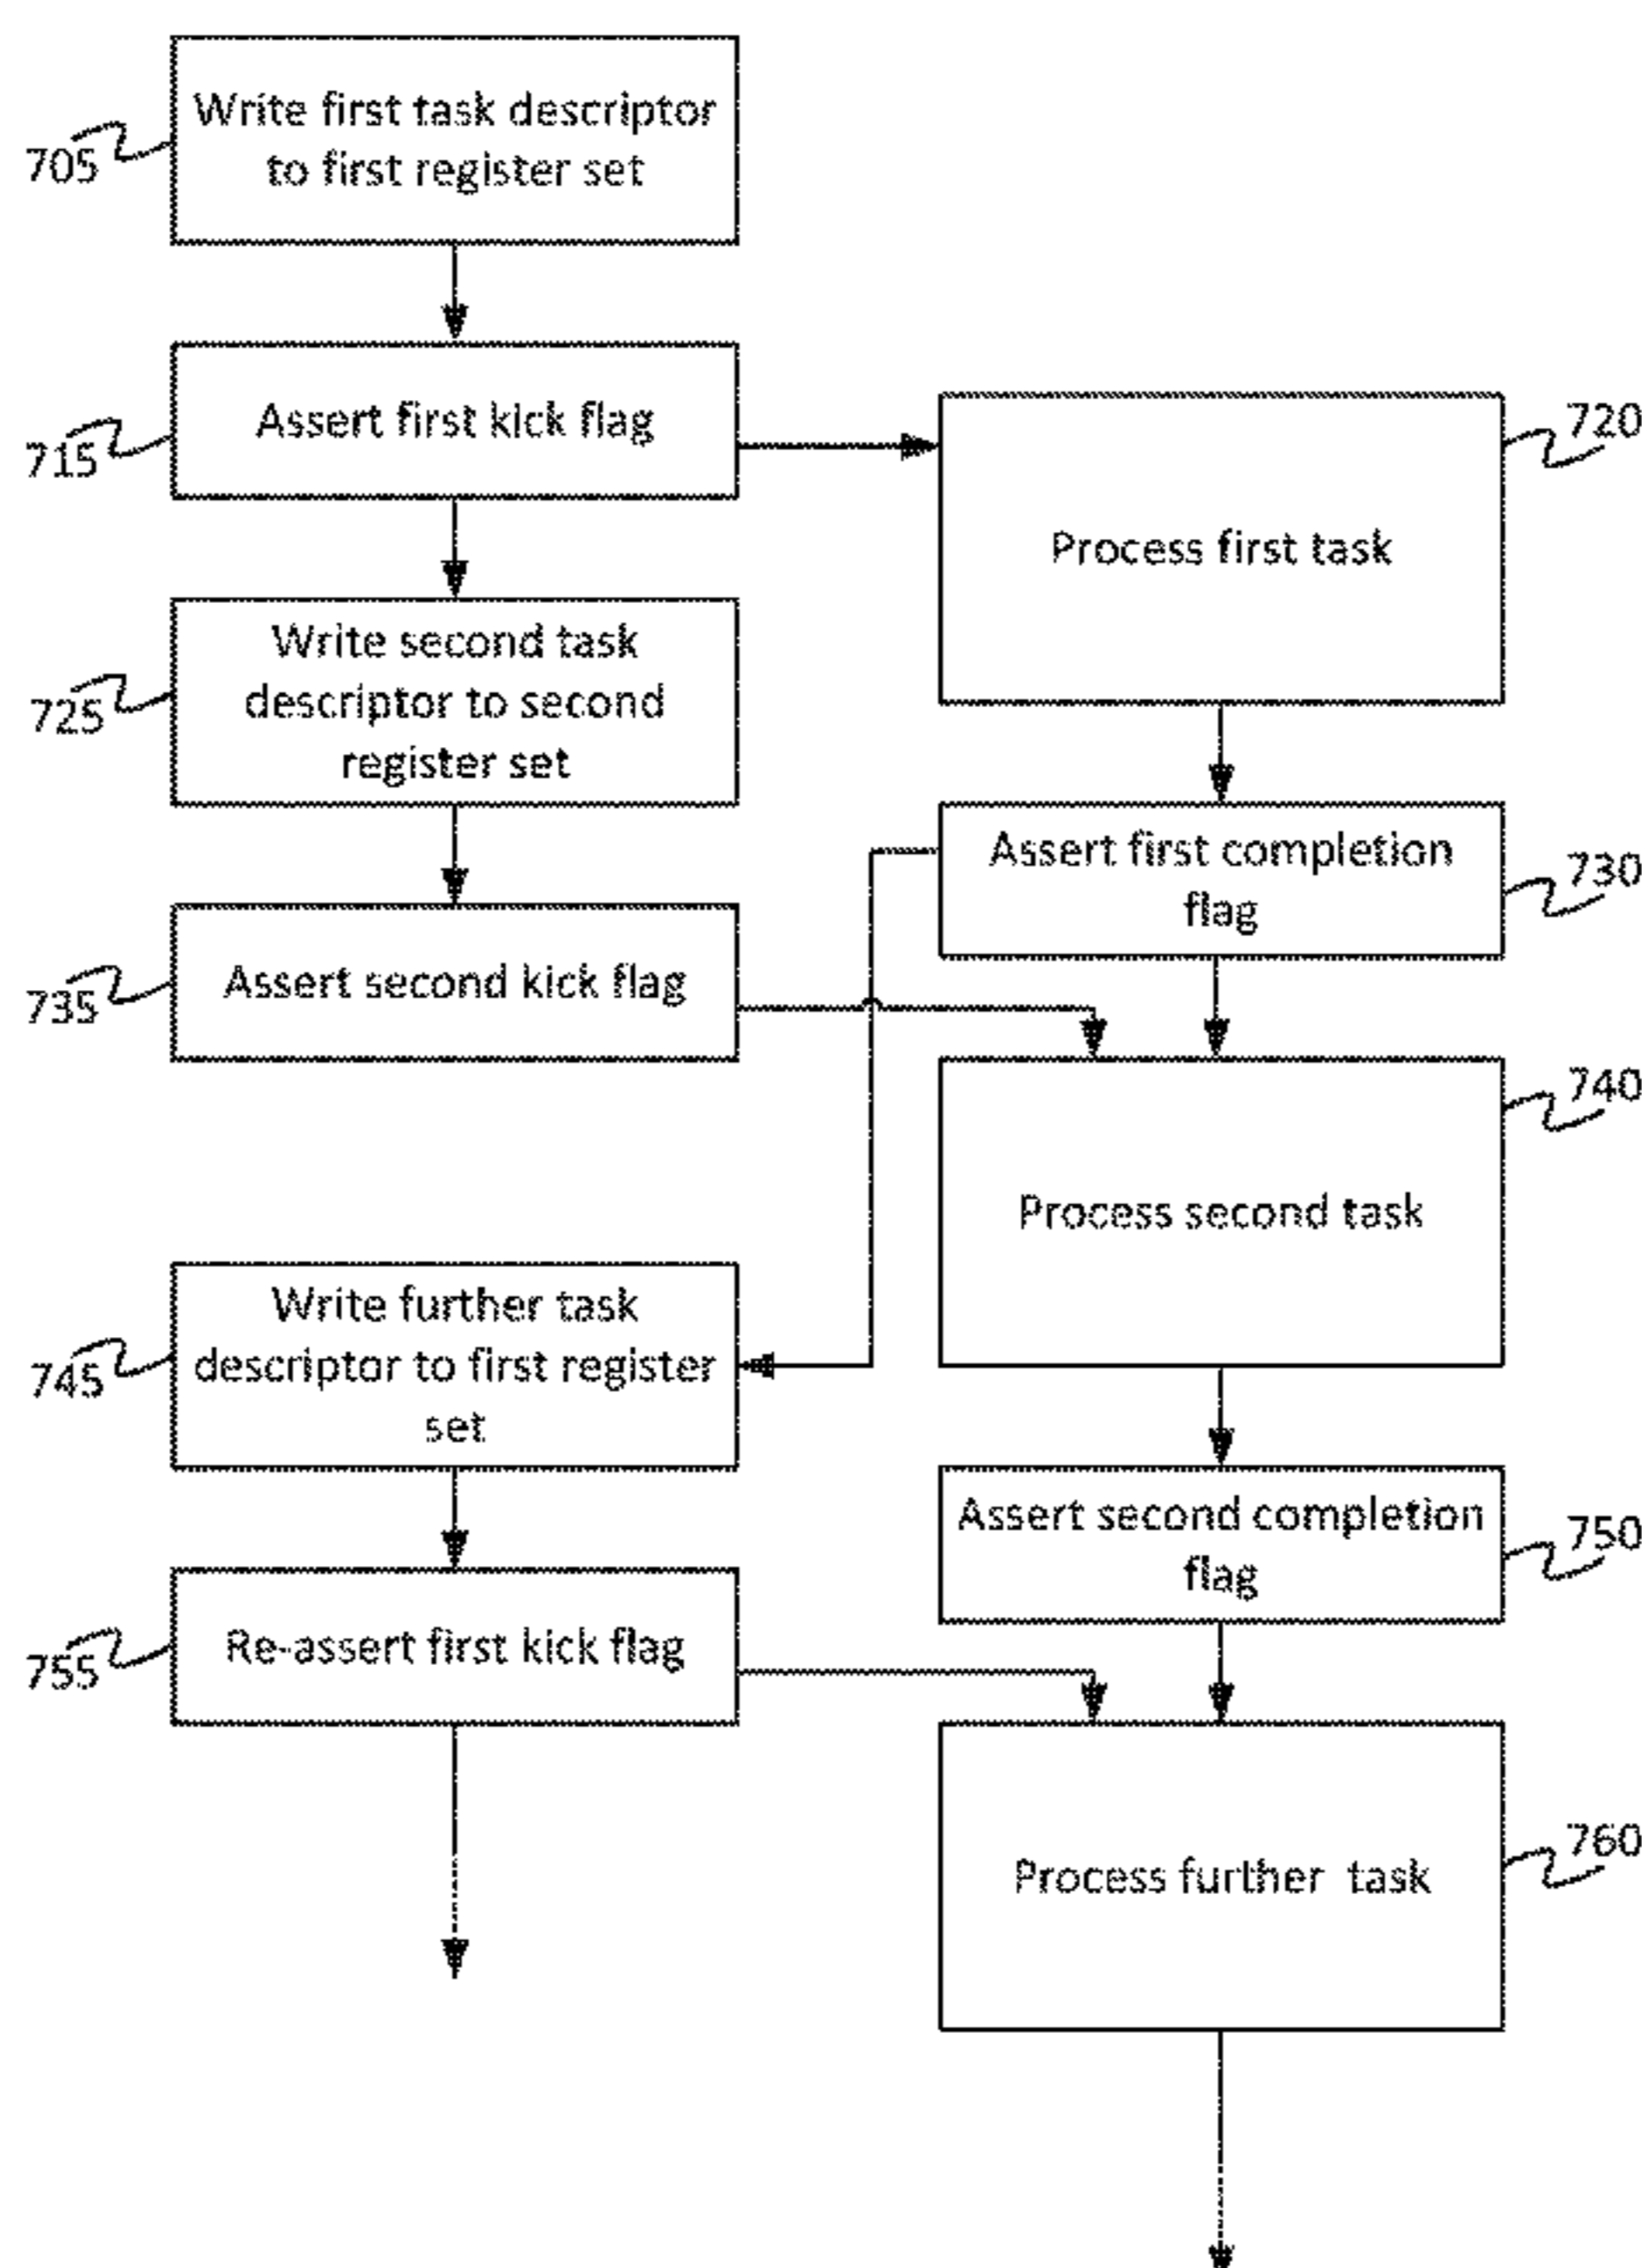 Write first task descriptor
to first register set
705
Assert first kick flag
715
720
Process first task
Write second task
descriptor to second
register set
725
Assert first completion
flag
730
Assert second kick flag
735
740
Process second task
Write further task
descriptor to first register
set
745
Assert second completion
flag
750
Re-assert first kick flag
755
760
Process further task